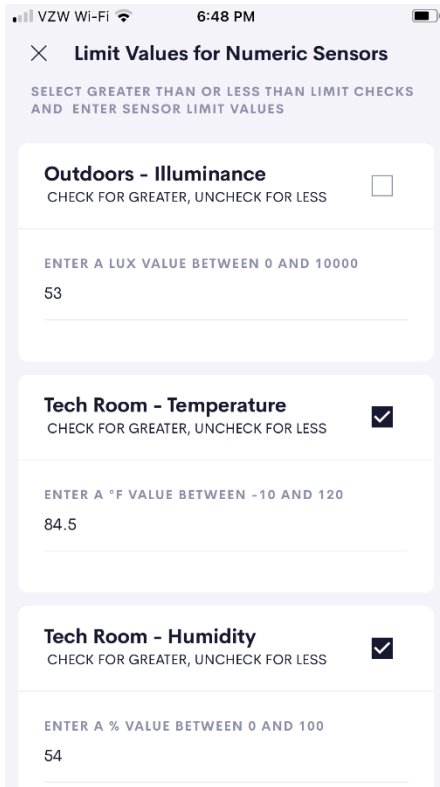 VZW Wi-Fi 6:48 PM
Limit Values for Numeric Sensors
SELECT GREATER THAN OR LESS THAN LIMIT CHECKS
AND ENTER SENSOR LIMIT VALUES
Outdoors - Illuminance
CHECK FOR GREATER, UNCHECK FOR LESS
ENTER A LUX VALUE BETWEEN 0 AND 10000
53
Tech Room - Temperature
CHECK FOR GREATER, UNCHECK FOR LESS
ENTER A °F VALUE BETWEEN -10 AND 120
84.5
Tech Room - Humidity
CHECK FOR GREATER, UNCHECK FOR LESS
ENTER A % VALUE BETWEEN 0 AND 100
54